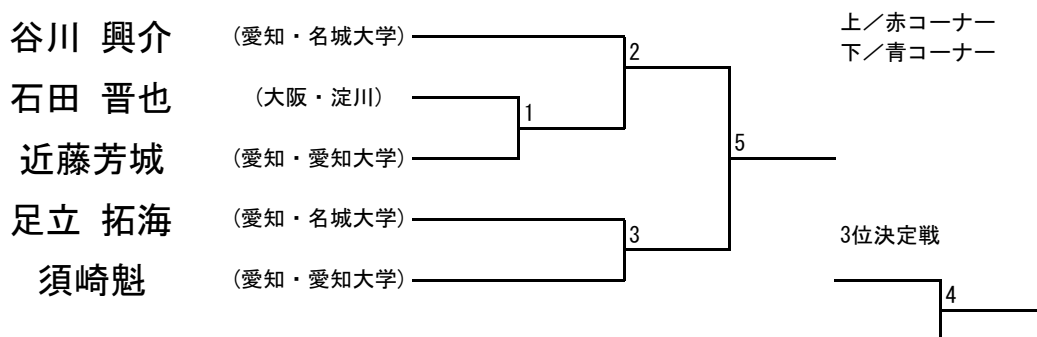 谷川 興介 (愛知・名城大学)
上／赤コーナー
下／青コーナー
2
石田 晋也 (大阪・淀川)
1
近藤芳城 (愛知・愛知大学)
5
足立 拓海 (愛知・名城大学)
3
3位決定戦
須崎魁 (愛知・愛知大学)
4